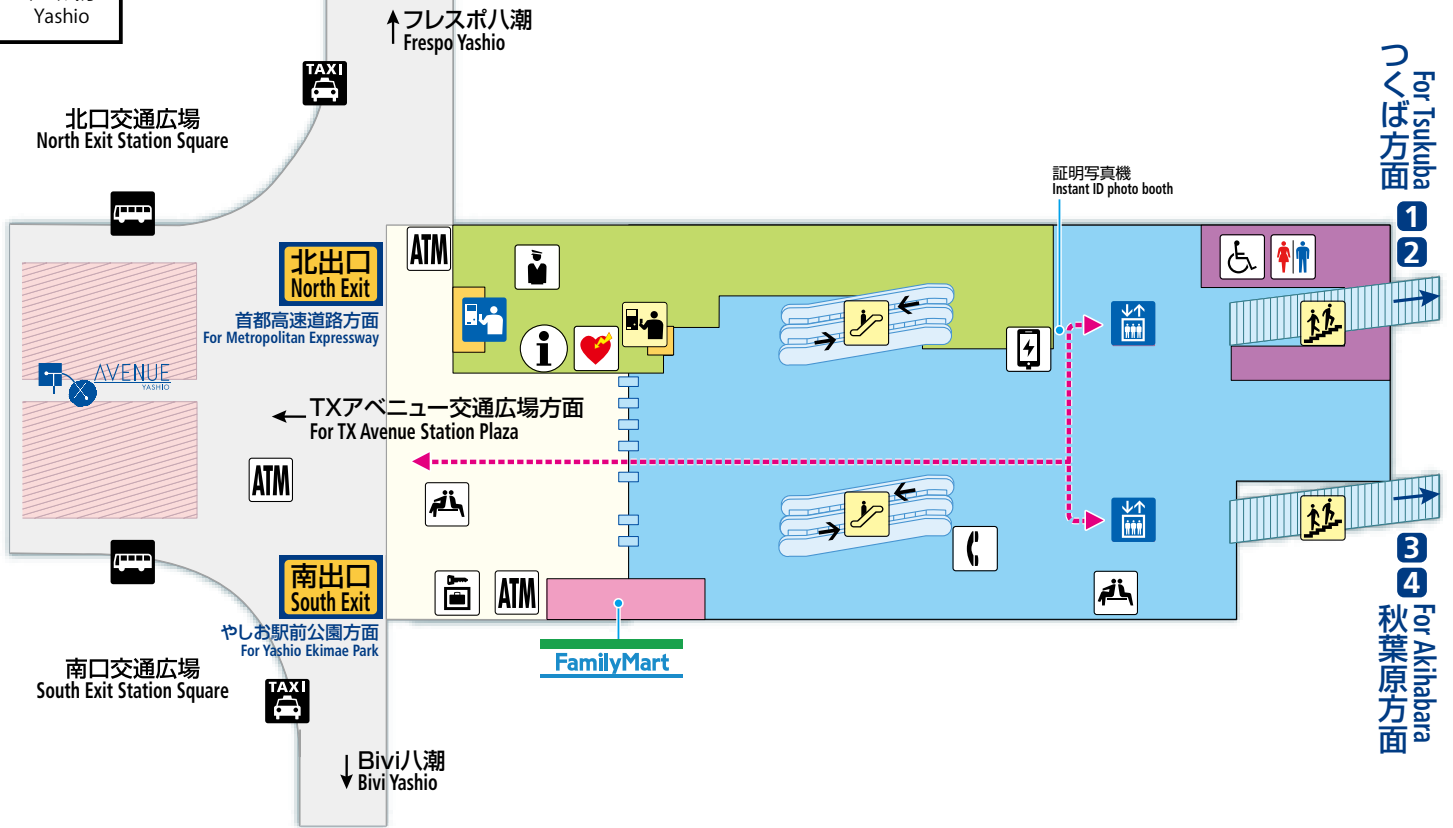 Yashio
フレスポ八潮
Frespo Yashio
TAXI
北口交通広場
North Exit Station Square
つくば方面
For Tsukuba
1
2
証明写真機
Instant ID photo booth
ATM
北出口
North Exit
首都高速道路方面
For Metropolitan Expressway
i
AVENUE
YASHIO
TXアベニュー交通広場方面
For TX Avenue Station Plaza
ATM
南出口
South Exit
ATM
やしお駅前公園方面
For Yashio Ekimae Park
FamilyMart
3
4
秋葉原方面
For Akihabara
南口交通広場
South Exit Station Square
TAXI
Bivi八潮
Bivi Yashio